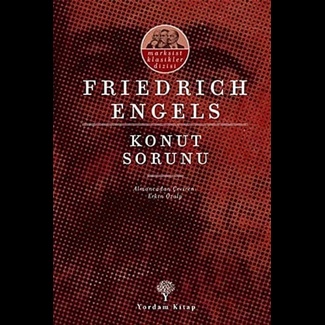 marksist
klasikler
dizisi
FRIEDRICH
ENGELS
KONUT
SORUNU
Almancadan Çeviren:
Erkin Özalp
Yordam Kitap